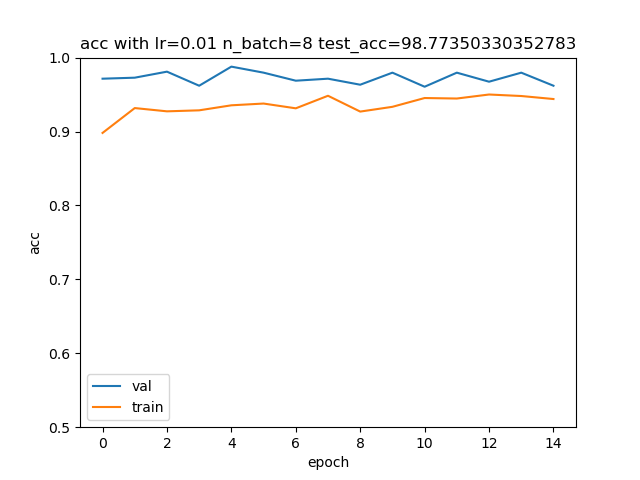 acc with lr=0.01 n_batch=8 test_acc=98.77350330352783
1.0
0.9
0.8
0.7
0.6
0.5
acc
val
train
0 2 4 6 8 10 12 14
epoch